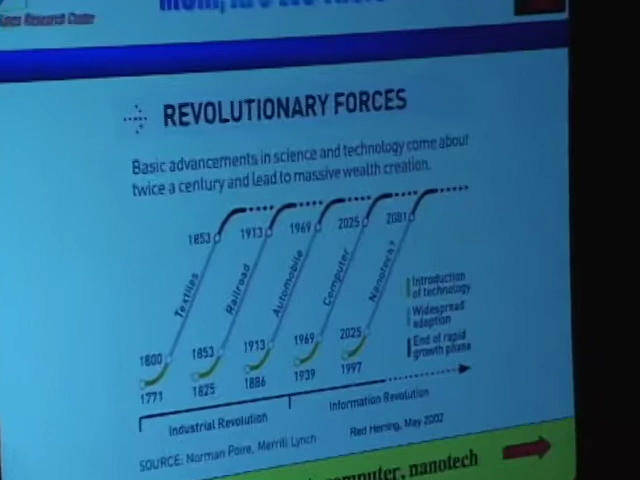 Research Center
REVOLUTIONARY FORCES
Basic advancements in science and technology come about
twice a century and lead to massive wealth creation.
1853 1913 1969 2025 2081
Textiles Railroad Automobile Computer Nanotech?
Introduction
of technology
Widespread
adoption
End of rapid
growth phase
1800 1853 1913 1969 2025
1771 1825 1886 1939 1997
Industrial Revolution Information Revolution
SOURCE: Norman Poire, Merrill Lynch Red Herring, May 2002
computer, nanotech